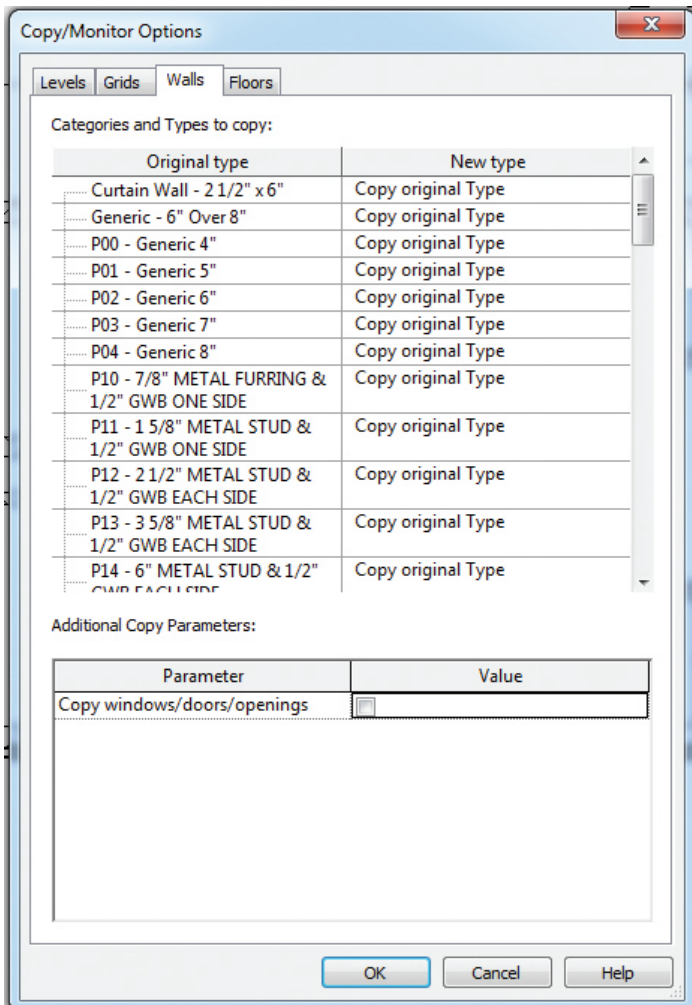 Copy/Monitor Options
Levels Grids Walls Floors
Categories and Types to copy:
Original type New type
Curtain Wall - 2 1/2" x 6" Copy original Type
Generic - 6" Over 8" Copy original Type
P00 - Generic 4" Copy original Type
P01 - Generic 5" Copy original Type
P02 - Generic 6" Copy original Type
P03 - Generic 7" Copy original Type
P04 - Generic 8" Copy original Type
P10 - 7/8" METAL FURRING & Copy original Type
1/2" GWB ONE SIDE
P11 - 1 5/8" METAL STUD & Copy original Type
1/2" GWB ONE SIDE
P12 - 2 1/2" METAL STUD & Copy original Type
1/2" GWB EACH SIDE
P13 - 3 5/8" METAL STUD & Copy original Type
1/2" GWB EACH SIDE
P14 - 6" METAL STUD & 1/2" Copy original Type
GWB EACH SIDE
Additional Copy Parameters:
Parameter Value
Copy windows/doors/openings
OK Cancel Help